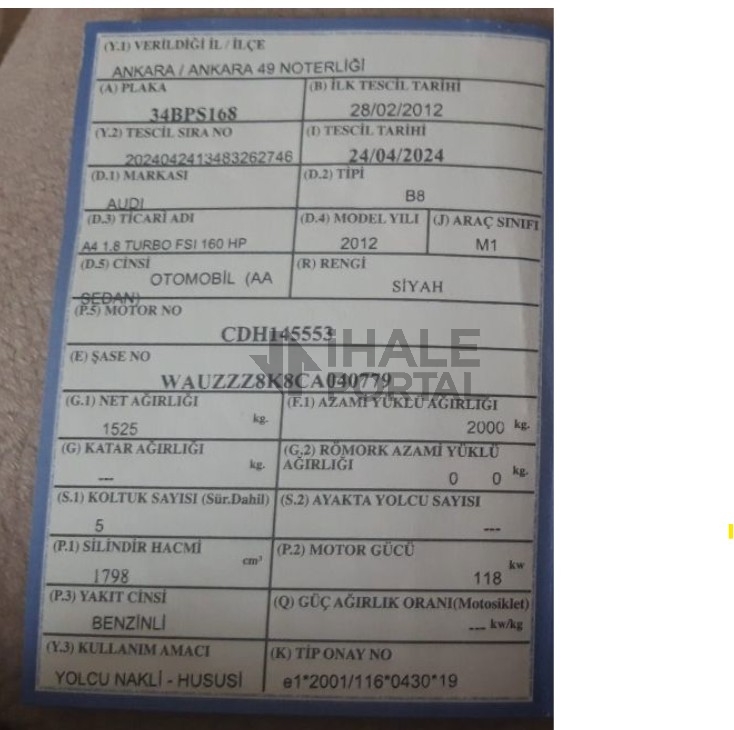 (Y.1) VERİLDİĞİ İL / İLÇE
ANKARA / ANKARA 49 NOTERLİĞİ
(A) PLAKA
34BPS168
(B) İLK TESCİL TARİHİ
28/02/2012
(Y.2) TESCİL SIRA NO
2024042413483262746
(I) TESCİL TARİHİ
24/04/2024
(D.1) MARKASI
AUDI
(D.2) TİPİ
B8
(D.3) TİCARİ ADI
A4 1.8 TURBO FSI 160 HP
(D.4) MODEL YILI
2012
(J) ARAÇ SINIFI
M1
(D.5) CİNSİ
OTOMOBİL (AA
SEDAN)
(R) RENGİ
SİYAH
(P.5) MOTOR NO
CDH145553
(E) ŞASE NO
WAUZZZ8K8CA040779
İHALE
PORTAL
(G.1) NET AĞIRLIĞI
1525 kg.
(F.1) AZAMİ YÜKLÜ AĞIRLIĞI
2000 kg.
(G) KATAR AĞIRLIĞI
--- kg.
(G.2) RÖMORK AZAMİ YÜKLÜ
AĞIRLIĞI
0 0 kg.
(S.1) KOLTUK SAYISI (Sür.Dahil)
5
(S.2) AYAKTA YOLCU SAYISI
---
(P.1) SİLİNDİR HACMİ
1798 cm³
(P.2) MOTOR GÜCÜ
118 kw
(P.3) YAKIT CİNSİ
BENZİNLİ
(Q) GÜÇ AĞIRLIK ORANI(Motosiklet)
--- kw/kg
(Y.3) KULLANIM AMACI
YOLCU NAKLİ - HUSUSİ
(K) TİP ONAY NO
e1*2001/116*0430*19